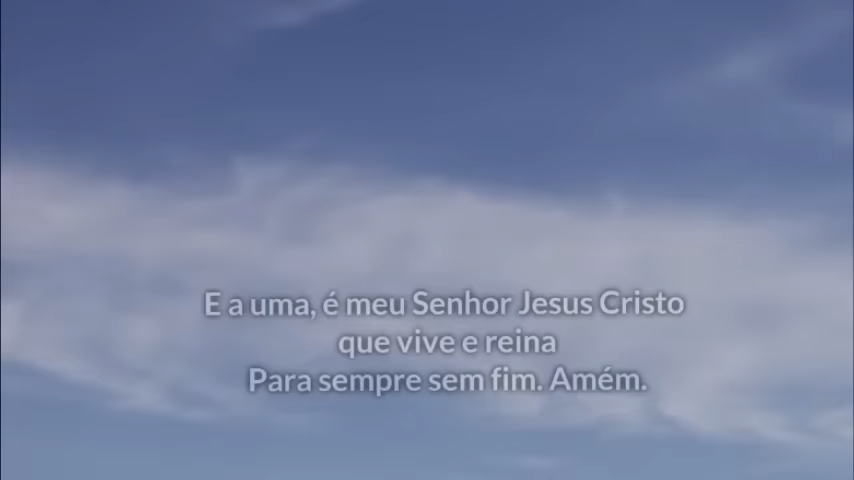 E a uma, é meu Senhor Jesus Cristo
que vive e reina
Para sempre sem fim. Amém.